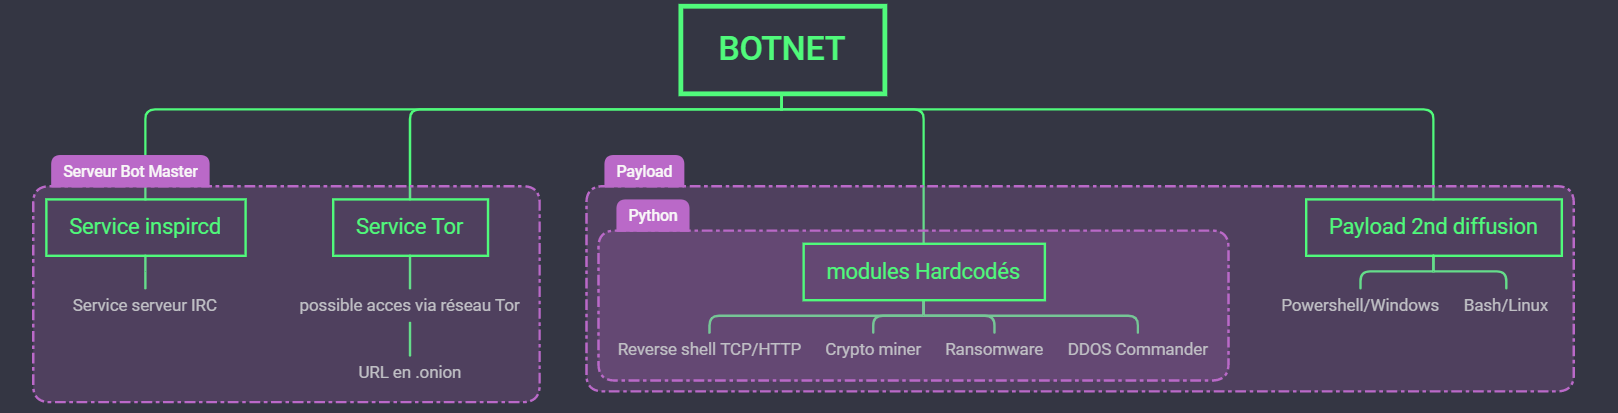 BOTNET
Serveur Bot Master
Service inspircd
Service serveur IRC
Service Tor
possible acces via réseau Tor
URL en .onion
Payload
Python
modules Hardcodés
Reverse shell TCP/HTTP
Crypto miner
Ransomware
DDOS Commander
Payload 2nd diffusion
Powershell/Windows
Bash/Linux